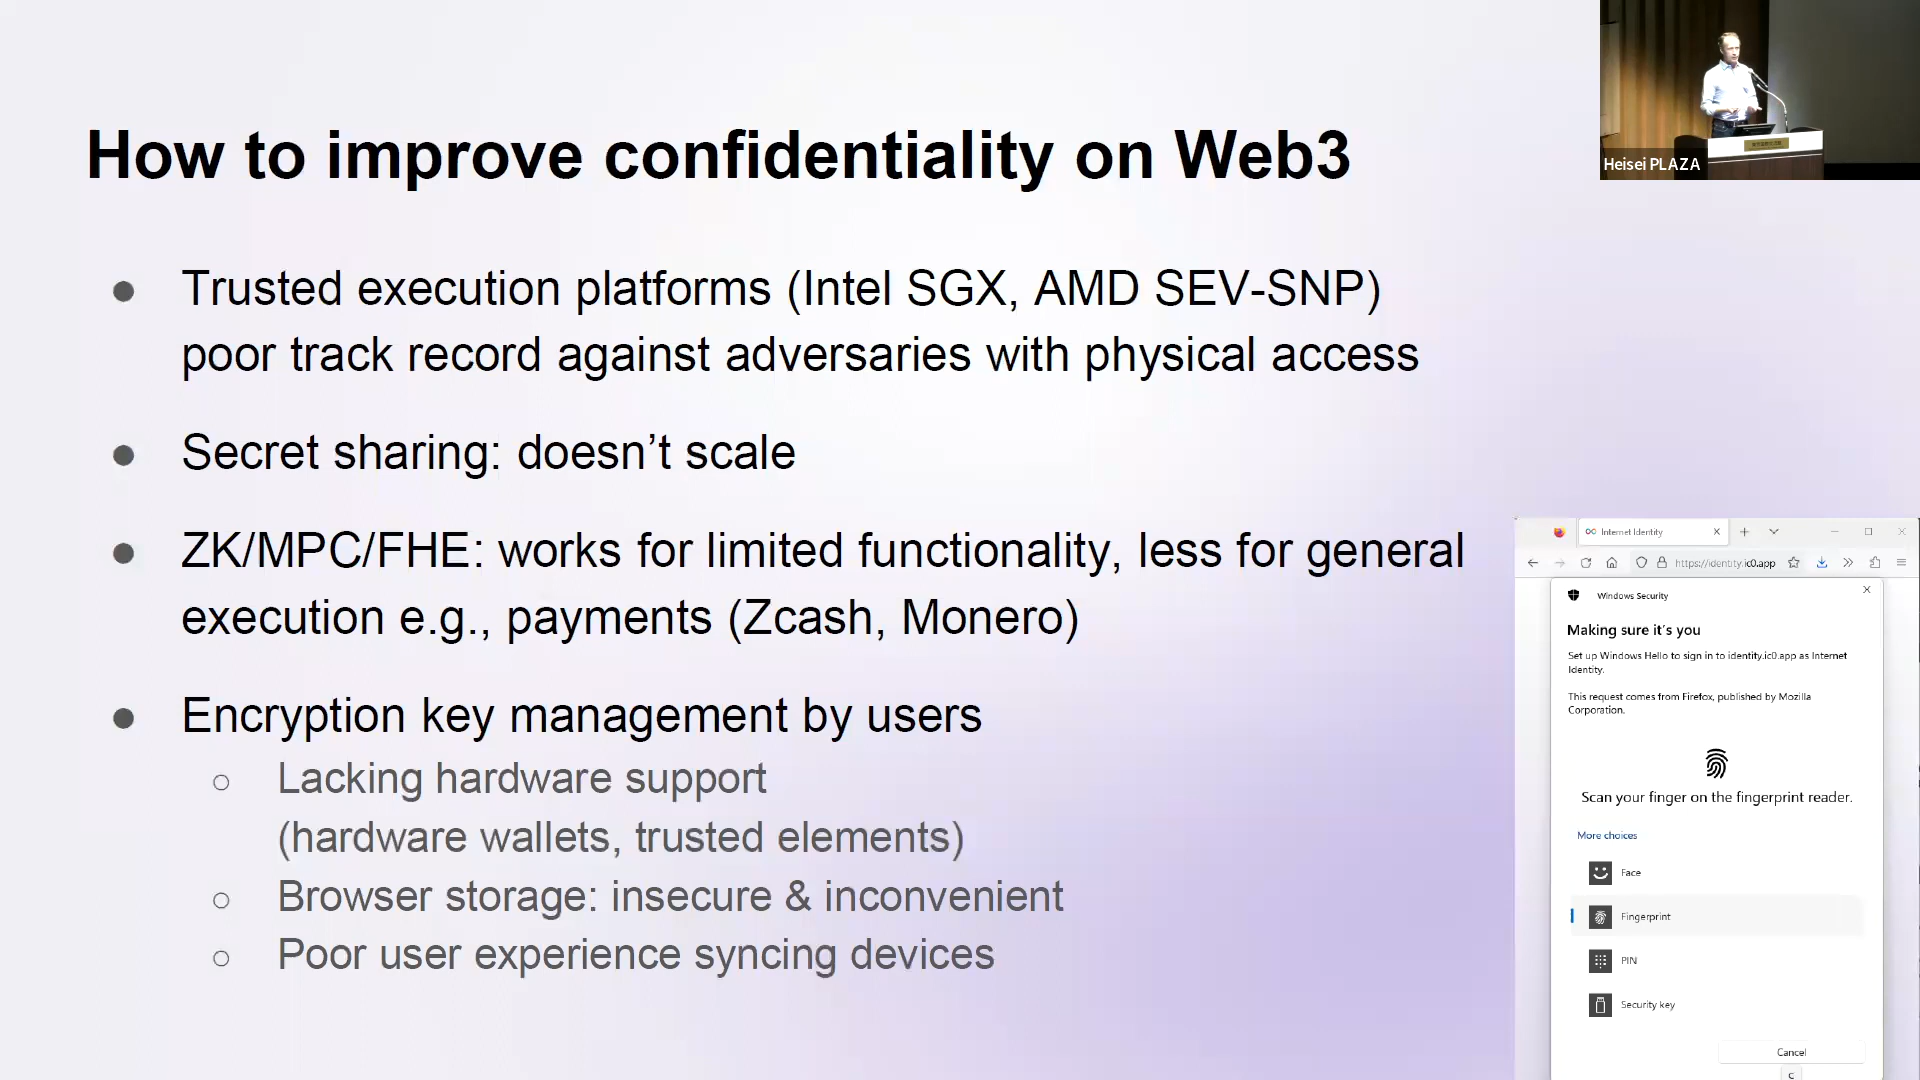 How to improve confidentiality on Web3
Trusted execution platforms (Intel SGX, AMD SEV-SNP)
poor track record against adversaries with physical access
Secret sharing: doesn’t scale
ZK/MPC/FHE: works for limited functionality, less for general
execution e.g., payments (Zcash, Monero)
Encryption key management by users
Lacking hardware support
(hardware wallets, trusted elements)
Browser storage: insecure & inconvenient
Poor user experience syncing devices
Heisei PLAZA
Internet Identity
https://identity.ic0.app
Windows Security
Making sure it’s you
Set up Windows Hello to sign in to identity.ic0.app as Internet
Identity.
This request comes from Firefox, published by Mozilla
Corporation.
Scan your finger on the fingerprint reader.
More choices
Face
Fingerprint
PIN
Security key
Cancel